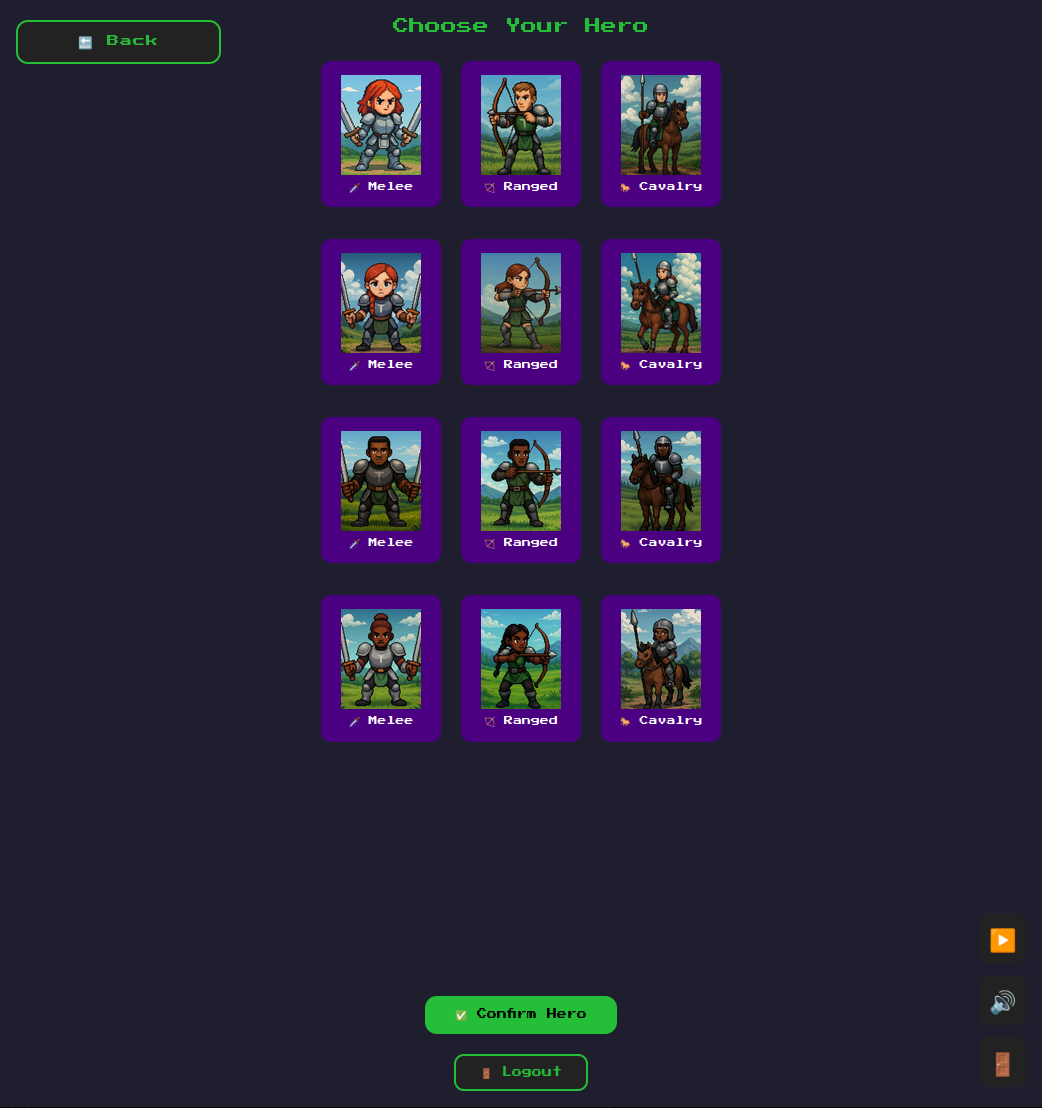 Choose Your Hero
Back
Melee
Ranged
Cavalry
Melee
Ranged
Cavalry
Melee
Ranged
Cavalry
Melee
Ranged
Cavalry
Confirm Hero
Logout